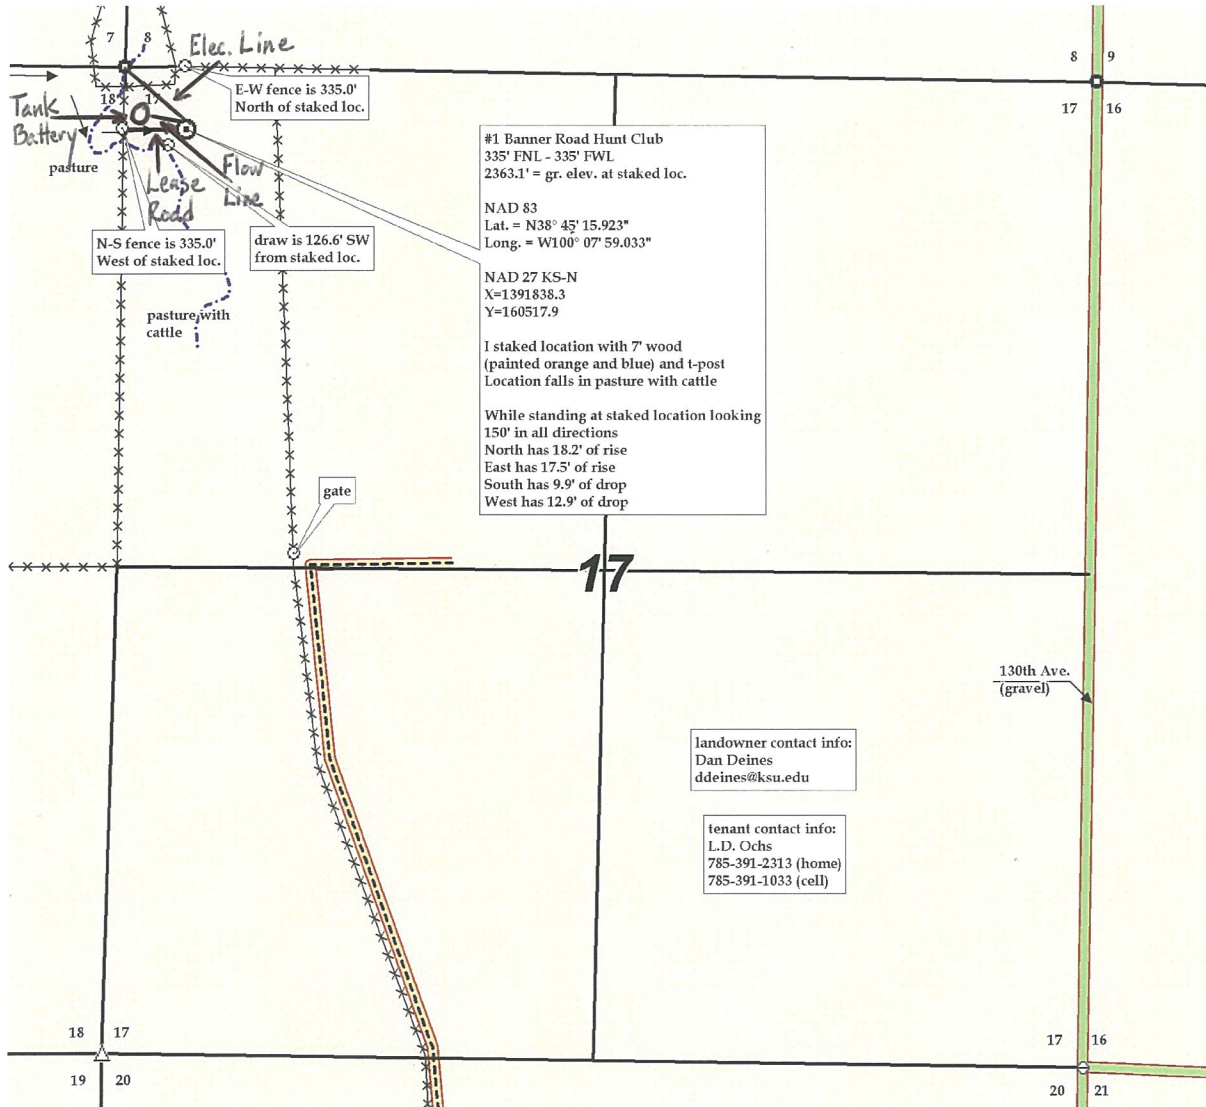 7 8
Elec. Line
8 9
E-W fence is 335.0'
North of staked loc.
18 17
17 16
Tank
Battery
pasture
Flow
Line
Lease
Road
#1 Banner Road Hunt Club
335' FNL - 335' FWL
2363.1' = gr. elev. at staked loc.
NAD 83
Lat. = N38° 45' 15.923"
Long. = W100° 07' 59.033"
NAD 27 KS-N
X=1391838.3
Y=160517.9
I staked location with 7' wood
(painted orange and blue) and t-post
Location falls in pasture with cattle
While standing at staked location looking
150' in all directions
North has 18.2' of rise
East has 17.5' of rise
South has 9.9' of drop
West has 12.9' of drop
N-S fence is 335.0'
West of staked loc.
draw is 126.6' SW
from staked loc.
pasture with
cattle
gate
17
130th Ave.
(gravel)
landowner contact info:
Dan Deines
ddeines@ksu.edu
tenant contact info:
L.D. Ochs
785-391-2313 (home)
785-391-1033 (cell)
18 17
17 16
19 20
20 21